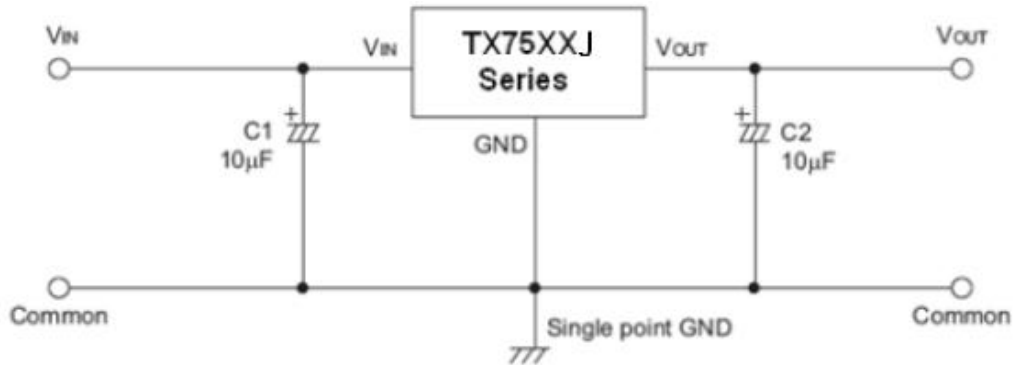 VIN
VIN
TX75XXJ
Series
VOUT
VOUT
GND
+
C1
10μF
+
C2
10μF
Common
Single point GND
Common